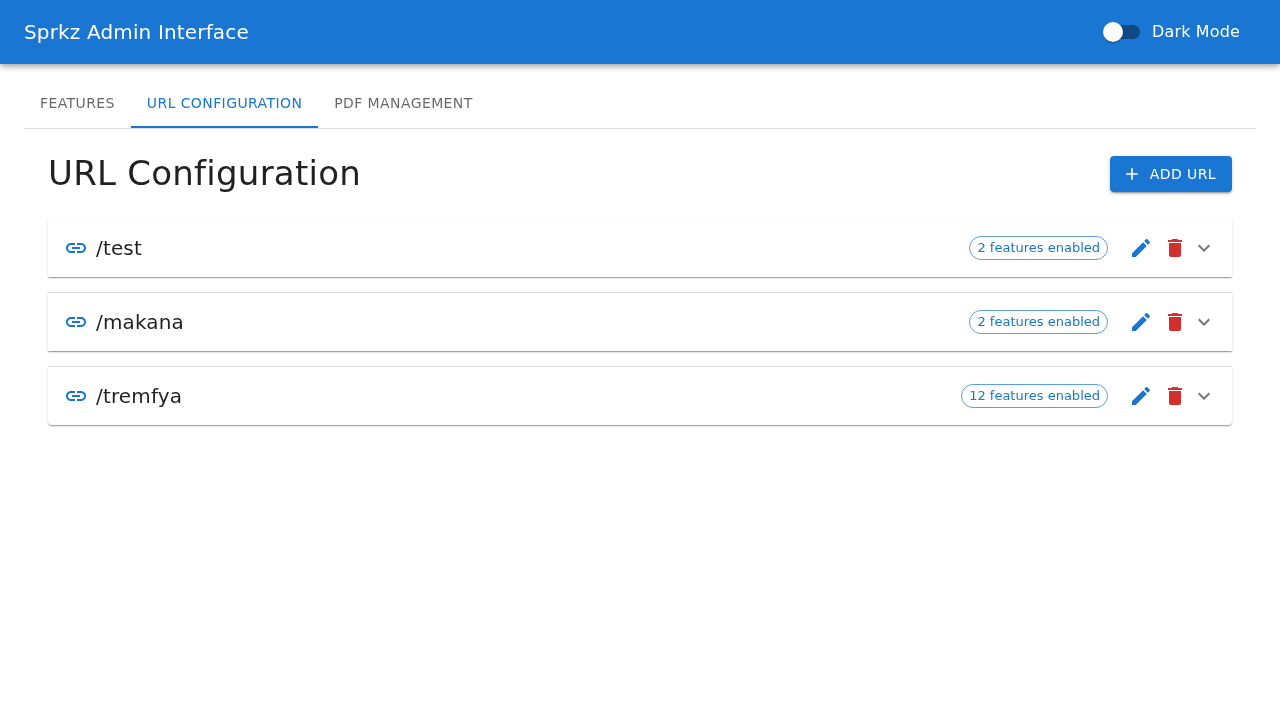 Sprkz Admin Interface
Dark Mode
FEATURES
URL CONFIGURATION
PDF MANAGEMENT
URL Configuration
ADD URL
/test
2 features enabled
/makana
2 features enabled
/tremfya
12 features enabled